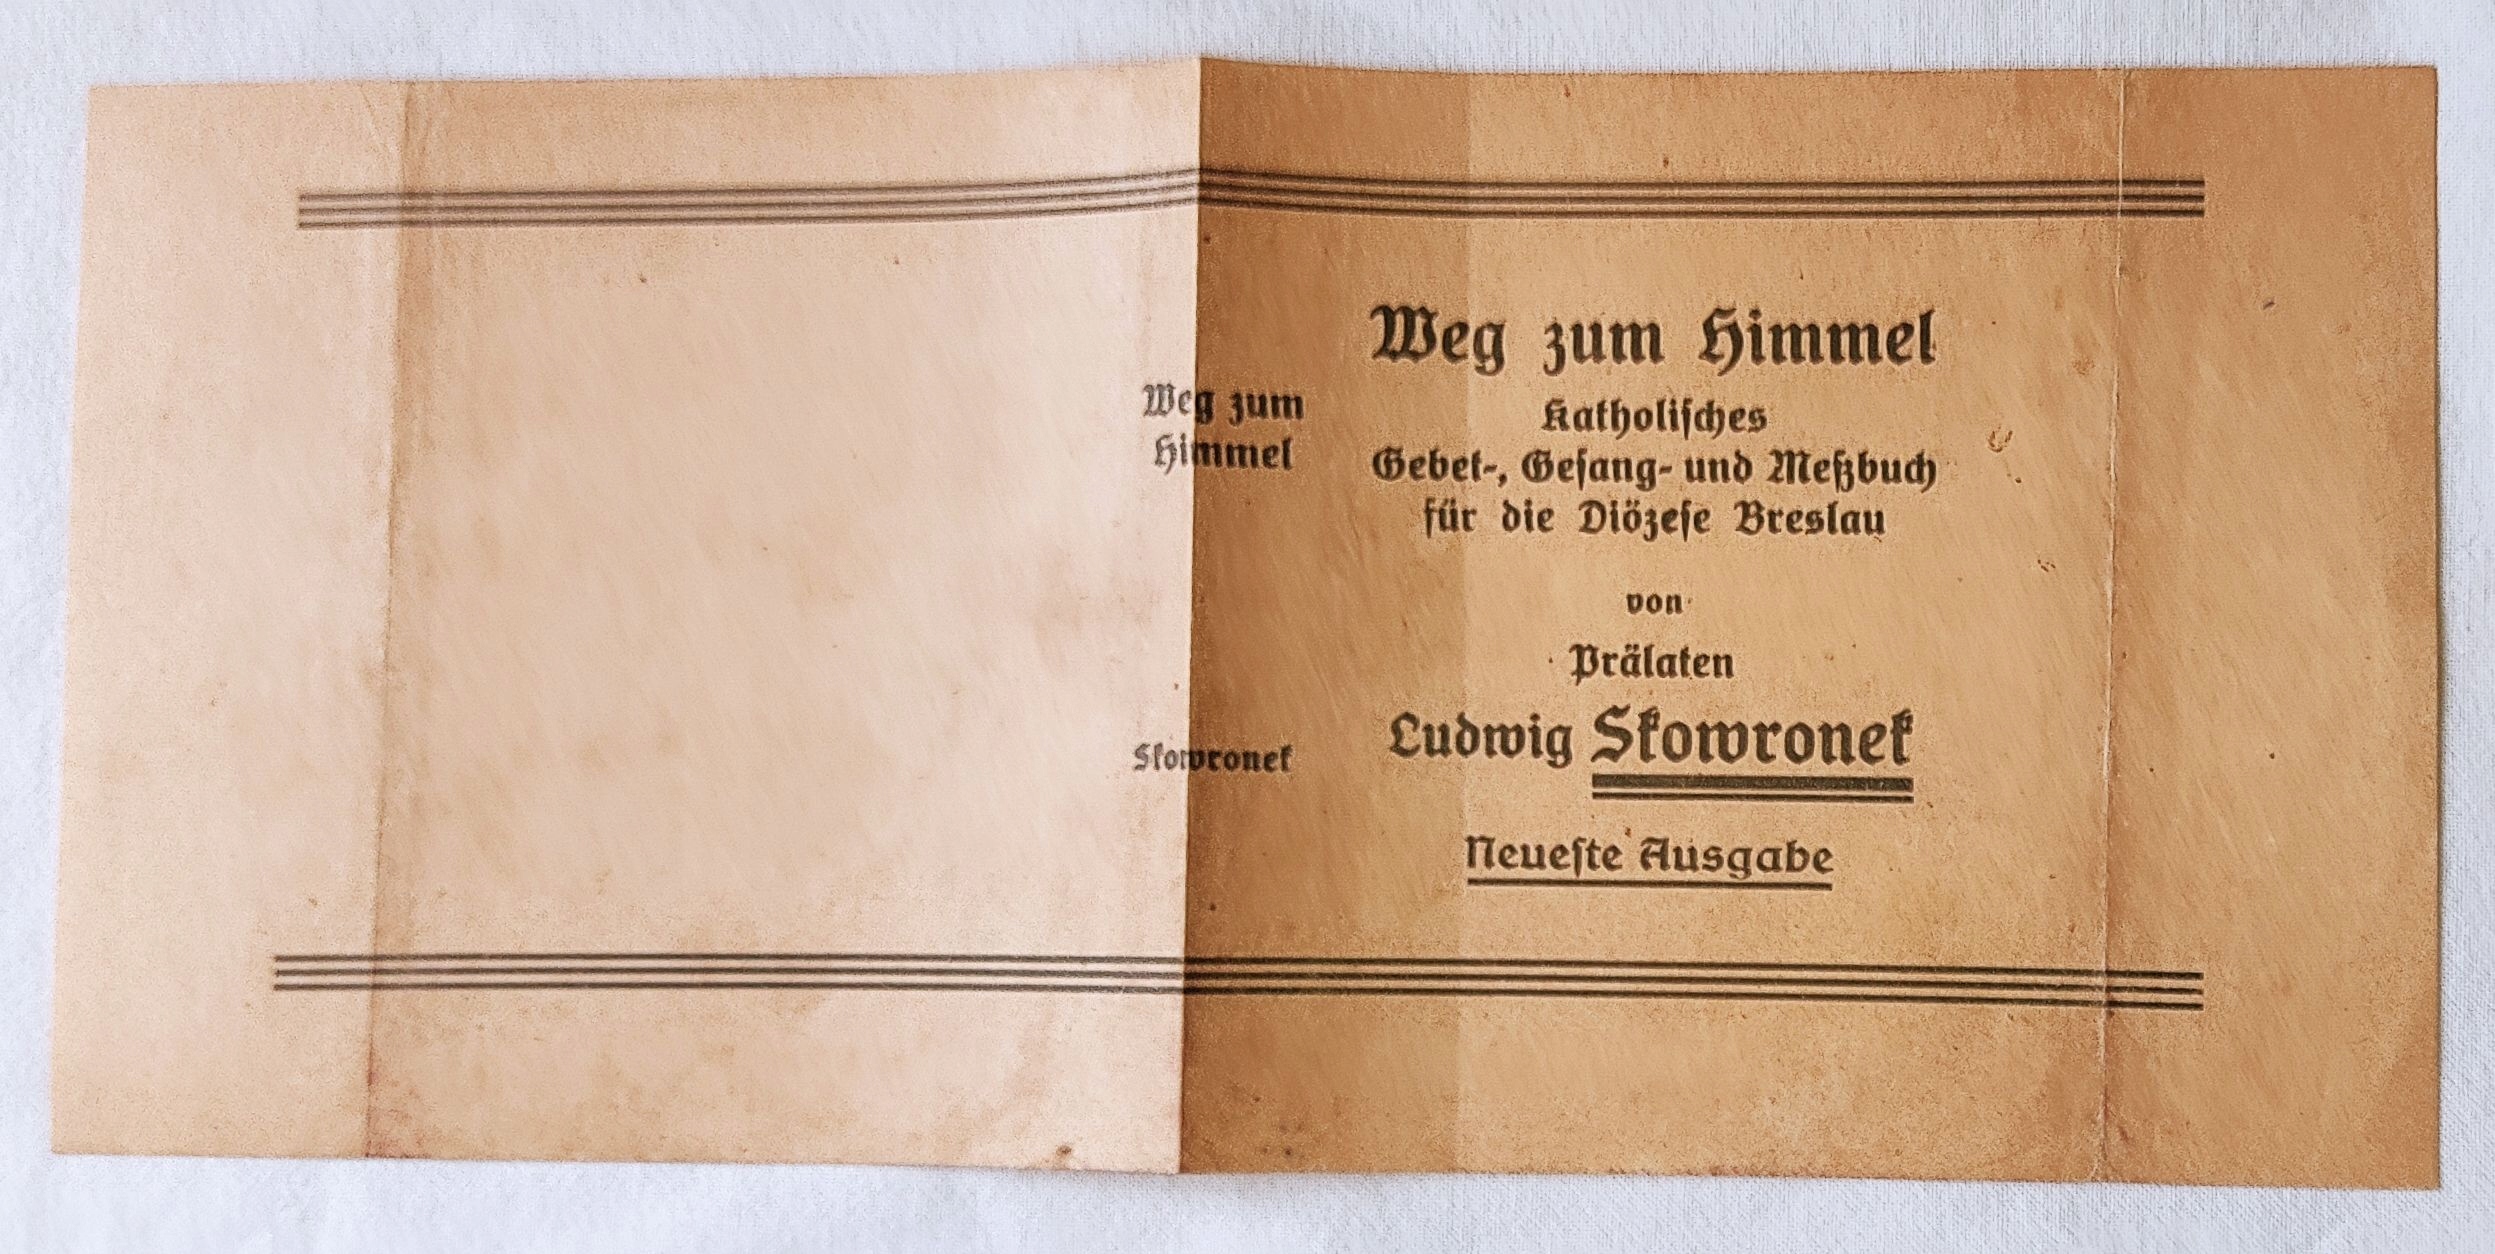 Weg zum
Himmel
Skowronek
Weg zum Himmel
Katholiſches
Gebet-, Geſang- und Meßbuch
für die Diözeſe Breslau
von
Prälaten
Ludwig Skowronek
Neueſte Ausgabe